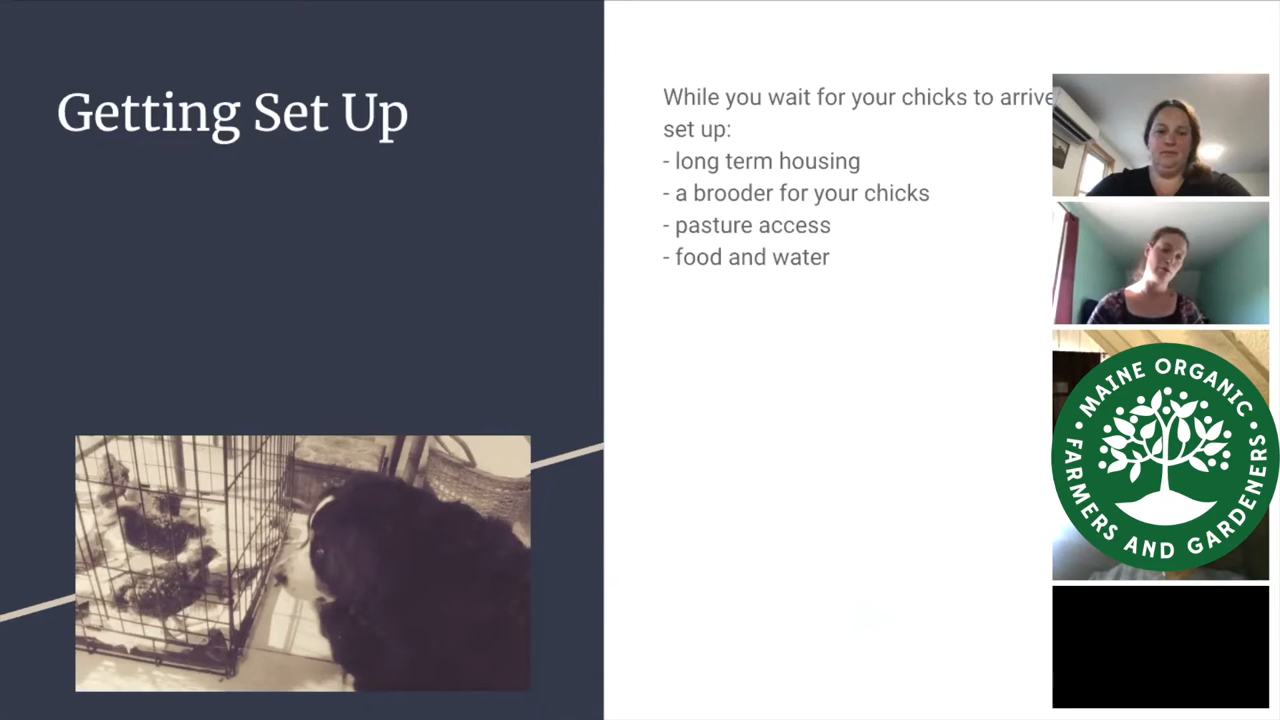 Getting Set Up
While you wait for your chicks to arrive
set up:
- long term housing
- a brooder for your chicks
- pasture access
- food and water
• MAINE ORGANIC •
FARMERS AND GARDENERS